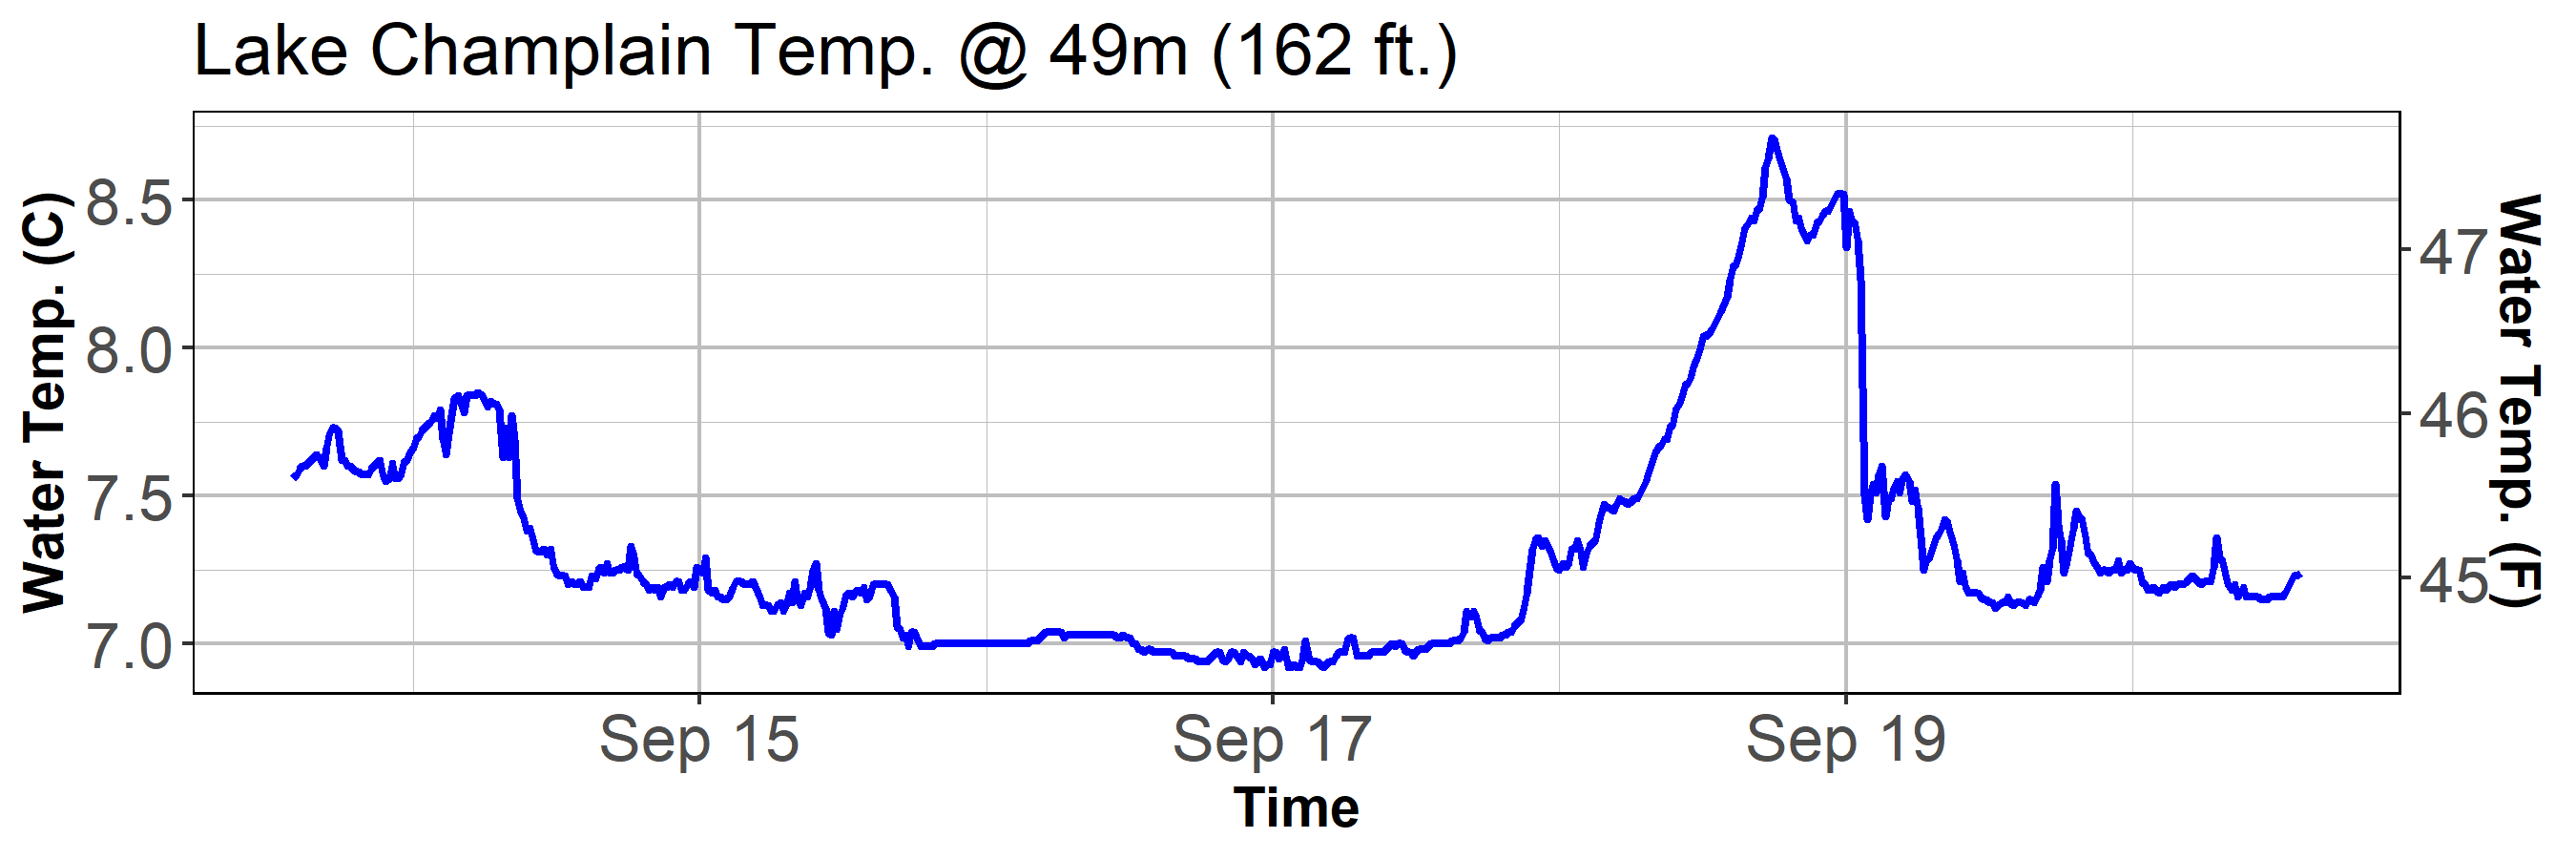 Lake Champlain Temp. @ 49m (162 ft.)
Water Temp. (C)
8.5
8.0
7.5
7.0
47
46
45
Water Temp. (F)
Sep 15
Sep 17
Sep 19
Time